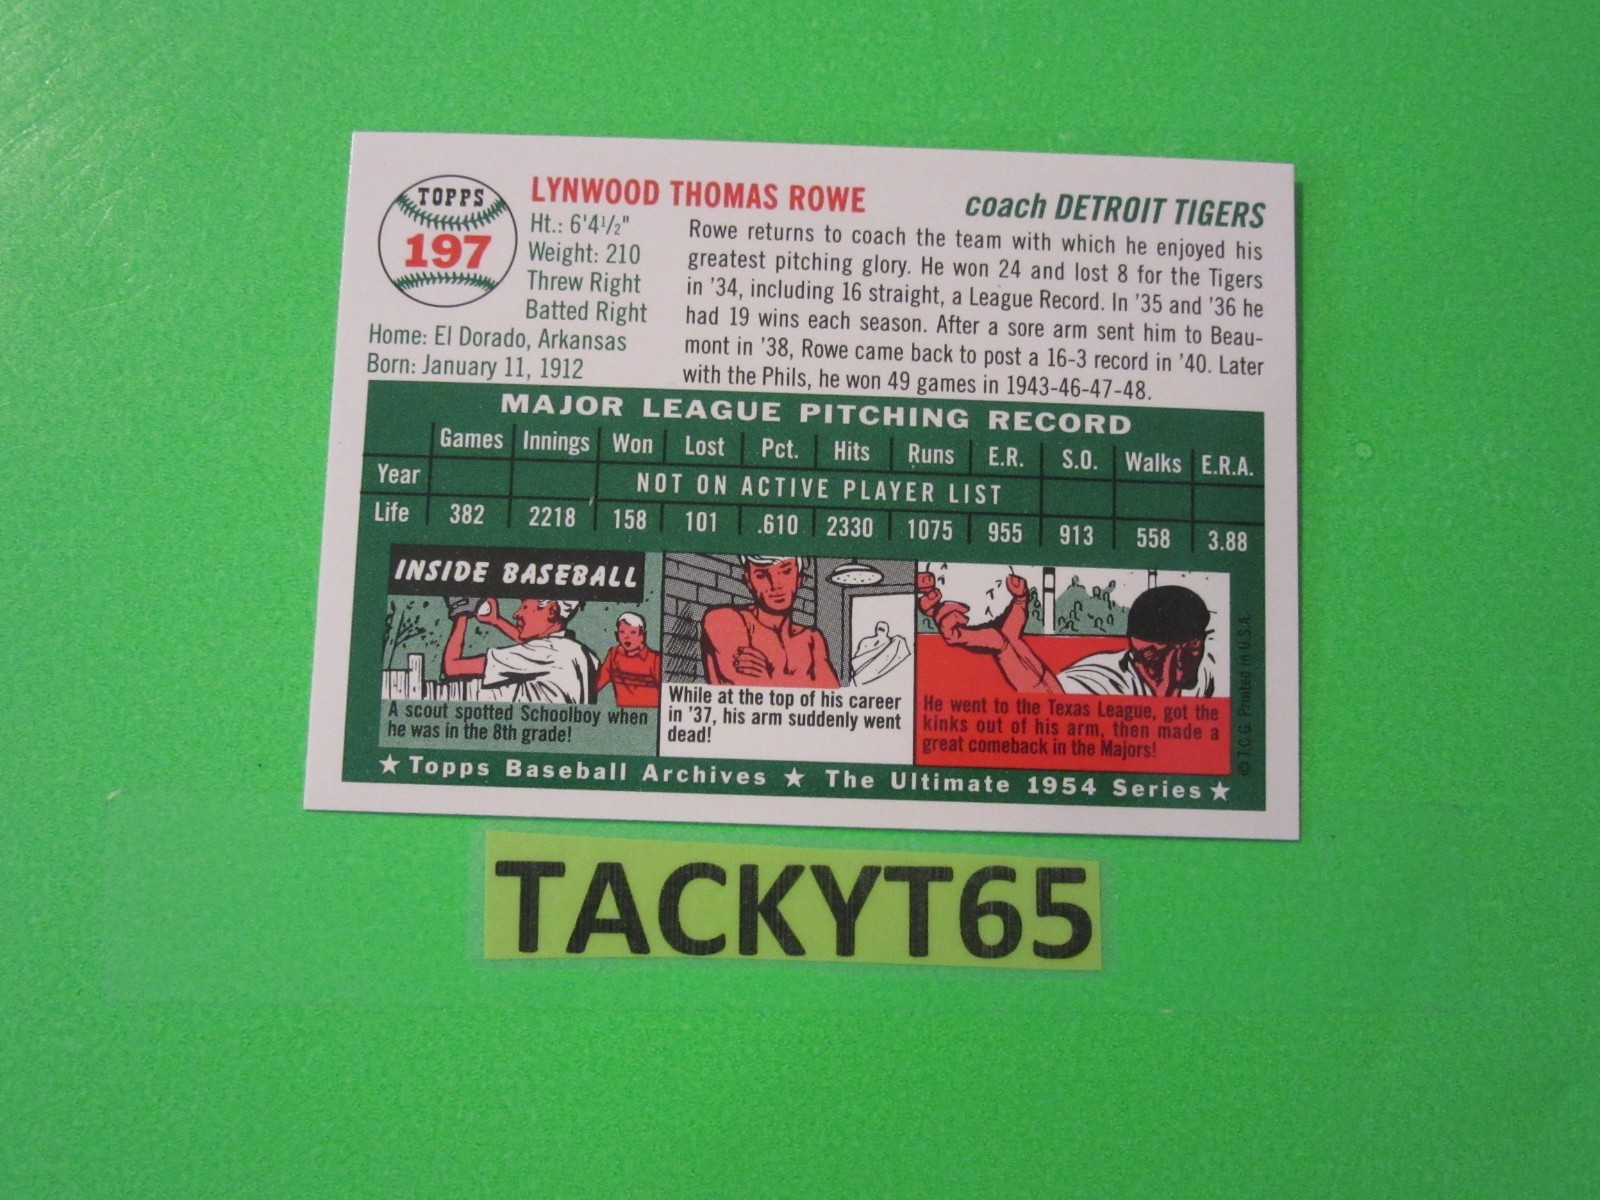 TOPPS
197
LYNWOOD THOMAS ROWE
coach DETROIT TIGERS
Ht.: 6'4½"
Weight: 210
Threw Right
Batted Right
Home: El Dorado, Arkansas
Born: January 11, 1912
Rowe returns to coach the team with which he enjoyed his
greatest pitching glory. He won 24 and lost 8 for the Tigers
in '34, including 16 straight, a League Record. In '35 and '36 he
had 19 wins each season. After a sore arm sent him to Beau-
mont in '38, Rowe came back to post a 16-3 record in '40. Later
with the Phils, he won 49 games in 1943-46-47-48.
MAJOR LEAGUE PITCHING RECORD
Games Innings Won Lost Pct. Hits Runs E.R. S.O. Walks E.R.A.
Year NOT ON ACTIVE PLAYER LIST
Life 382 2218 158 101 .610 2330 1075 955 913 558 3.88
INSIDE BASEBALL
A scout spotted Schoolboy when
he was in the 8th grade!
While at the top of his career
in '37, his arm suddenly went
dead!
He went to the Texas League, got the
kinks out of his arm, then made a
great comeback in the Majors!
© T.C.G. Printed in U.S.A.
★ Topps Baseball Archives ★ The Ultimate 1954 Series ★
TACKYT65